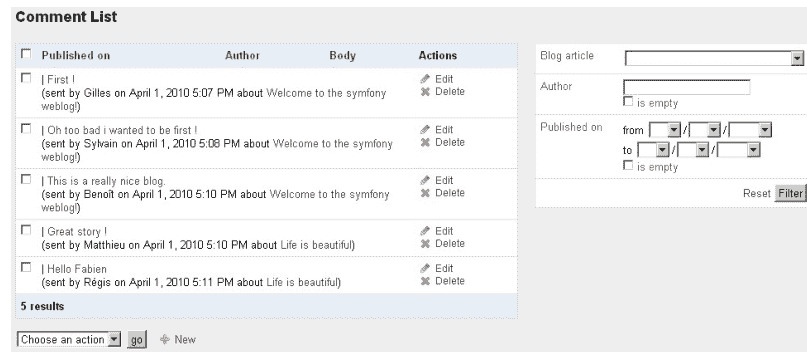 Comment List
Published on Author Body Actions
| First ! Edit
(sent by Gilles on April 1, 2010 5:07 PM about Welcome to the symfony Delete
weblog!)
| Oh too bad i wanted to be first ! Edit
(sent by Sylvain on April 1, 2010 5:08 PM about Welcome to the symfony Delete
weblog!)
| This is a really nice blog. Edit
(sent by Benoît on April 1, 2010 5:10 PM about Welcome to the symfony Delete
weblog!)
| Great story ! Edit
(sent by Matthieu on April 1, 2010 5:10 PM about Life is beautiful) Delete
| Hello Fabien Edit
(sent by Régis on April 1, 2010 5:11 PM about Life is beautiful) Delete
5 results
Choose an action go New
Blog article
Author
is empty
Published on from / /
to / /
is empty
Reset Filter